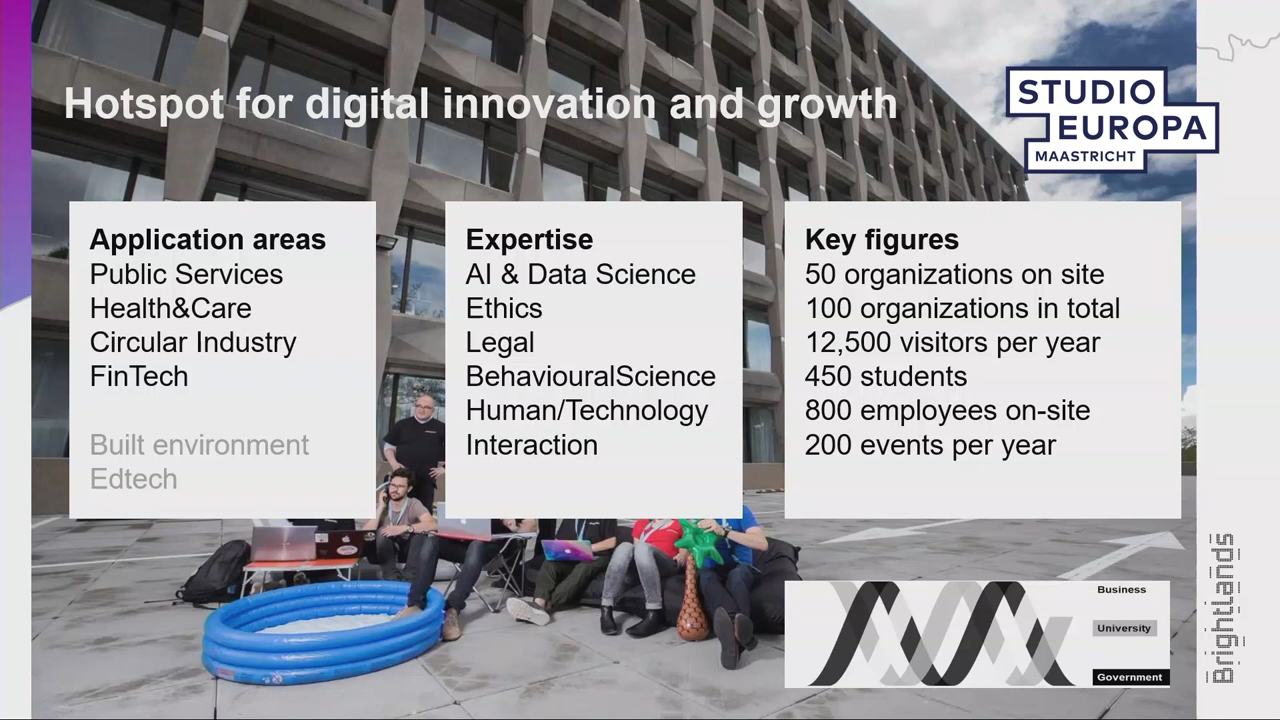 Hotspot for digital innovation and growth
STUDIO
EUROPA
MAASTRICHT
Application areas
Public Services
Health&Care
Circular Industry
FinTech
Built environment
Edtech
Expertise
AI & Data Science
Ethics
Legal
BehaviouralScience
Human/Technology
Interaction
Key figures
50 organizations on site
100 organizations in total
12,500 visitors per year
450 students
800 employees on-site
200 events per year
Business
University
Government
Brightlands